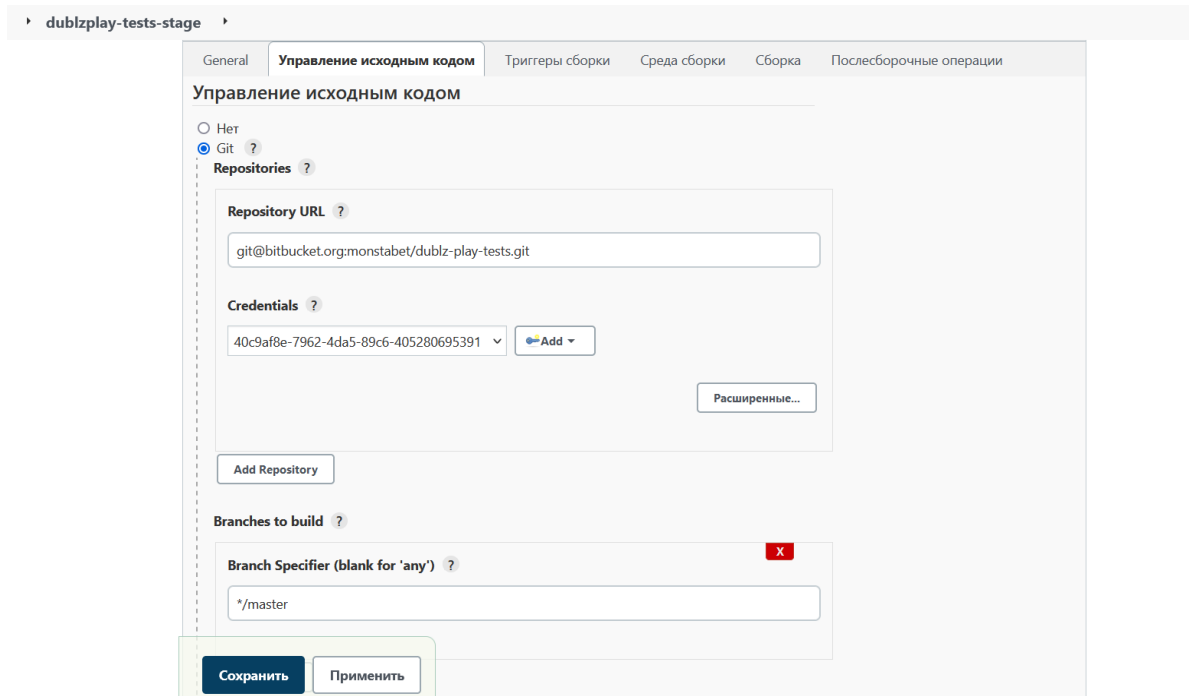 dublzplay-tests-stage
General Управление исходным кодом Триггеры сборки Среда сборки Сборка Послесборочные операции
Управление исходным кодом
Нет
Git ?
Repositories ?
Repository URL ?
git@bitbucket.org:monstabet/dublz-play-tests.git
Credentials ?
40c9af8e-7962-4da5-89c6-405280695391 Add
Расширенные...
Add Repository
Branches to build ?
X
Branch Specifier (blank for 'any') ?
*/master
Сохранить Применить